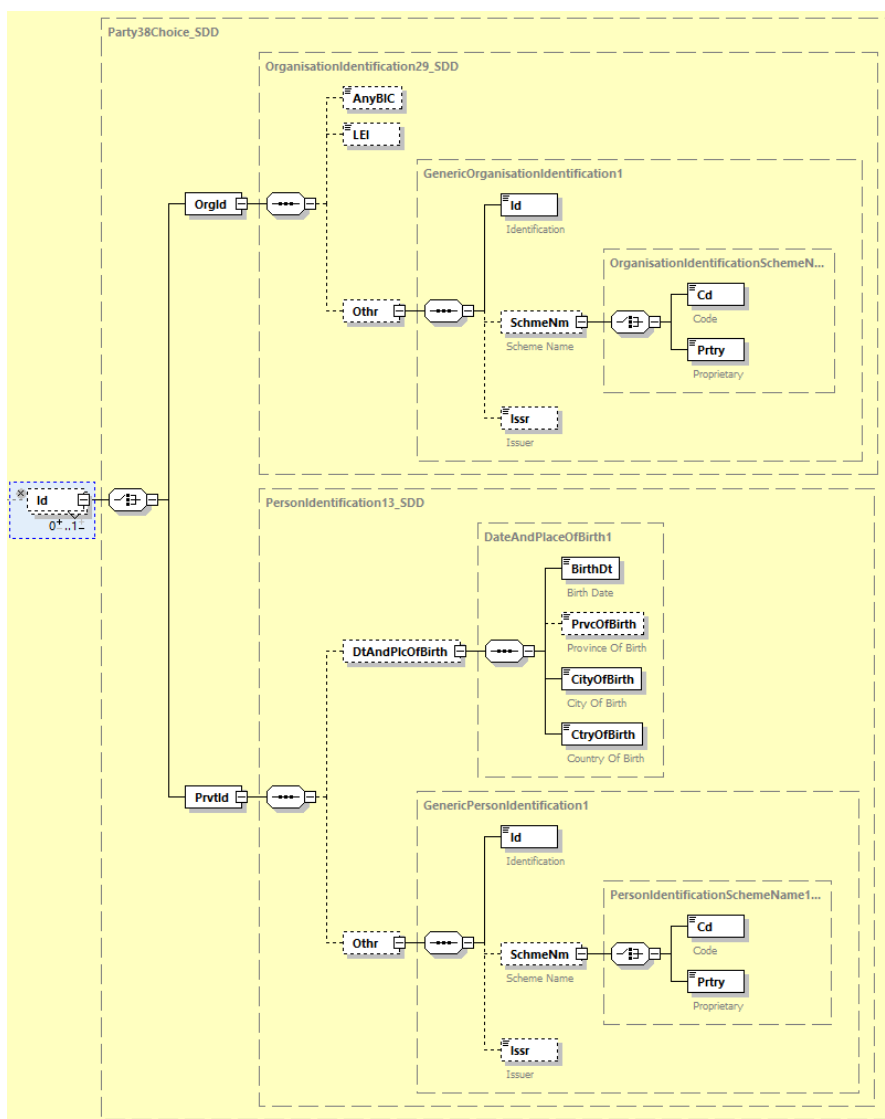 Party38Choice_SDD
OrganisationIdentification29_SDD
AnyBIC
LEI
GenericOrganisationIdentification1
OrgId
Id
Identification
OrganisationIdentificationSchemeN...
Cd
Code
Othr
SchmeNm
Scheme Name
Prtry
Proprietary
Issr
Issuer
Id
0..1
PersonIdentification13_SDD
DateAndPlaceOfBirth1
BirthDt
Birth Date
PrvcOfBirth
Province Of Birth
DtAndPlcOfBirth
CityOfBirth
City Of Birth
CtryOfBirth
Country Of Birth
PrvtId
GenericPersonIdentification1
Id
Identification
PersonIdentificationSchemeName1...
Cd
Code
Othr
SchmeNm
Scheme Name
Prtry
Proprietary
Issr
Issuer